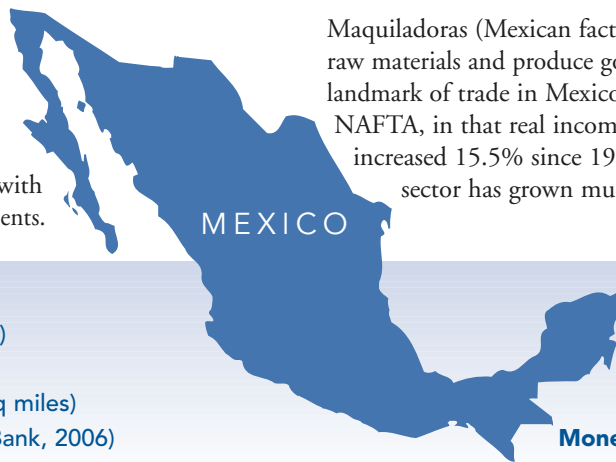 Maquiladoras (Mexican fact
raw materials and produce go
landmark of trade in Mexico
NAFTA, in that real incom
increased 15.5% since 19
sector has grown mu
with
ents.
MEXICO
)
q miles)
Bank, 2006)
Mone